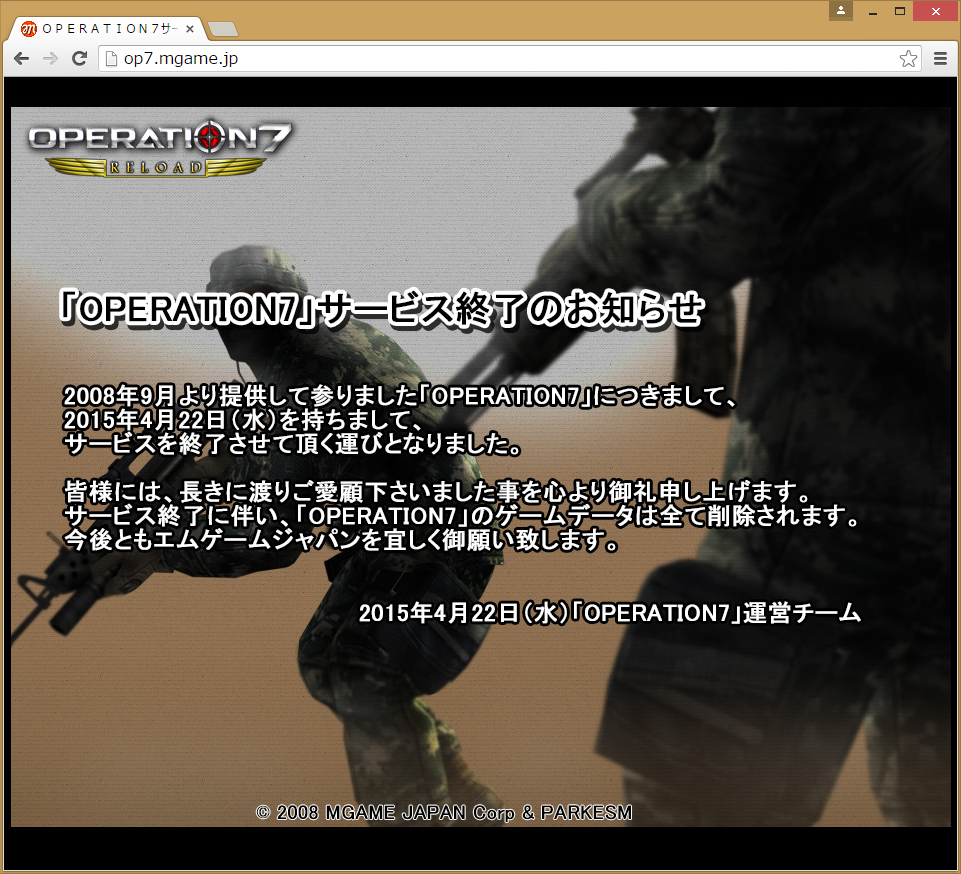 OPERATION7サー
op7.mgame.jp
OPERATION7
RELOAD
「OPERATION7」サービス終了のお知らせ
2008年9月より提供して参りました「OPERATION7」につきまして、
2015年4月22日(水)を持ちまして、
サービスを終了させて頂く運びとなりました。
皆様には、長きに渡りご愛顧下さいました事を心より御礼申し上げます。
サービス終了に伴い、「OPERATION7」のゲームデータは全て削除されます。
今後ともエムゲームジャパンを宜しく御願い致します。
2015年4月22日(水)「OPERATION7」運営チーム
© 2008 MGAME JAPAN Corp & PARKESM